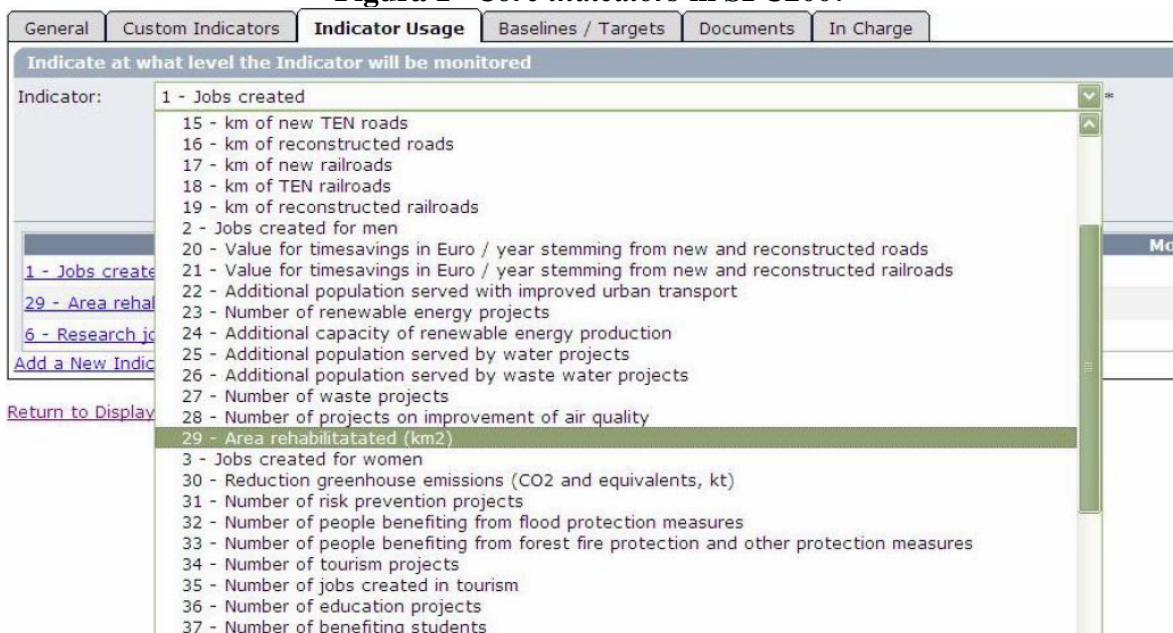 General Custom Indicators Indicator Usage Baselines / Targets Documents In Charge
Indicate at what level the Indicator will be monitored
Indicator: 1 - Jobs created *
15 - km of new TEN roads
16 - km of reconstructed roads
17 - km of new railroads
18 - km of TEN railroads
19 - km of reconstructed railroads
2 - Jobs created for men
20 - Value for timesavings in Euro / year stemming from new and reconstructed roads
21 - Value for timesavings in Euro / year stemming from new and reconstructed railroads
22 - Additional population served with improved urban transport
23 - Number of renewable energy projects
24 - Additional capacity of renewable energy production
25 - Additional population served by water projects
26 - Additional population served by waste water projects
27 - Number of waste projects
28 - Number of projects on improvement of air quality
29 - Area rehabilitatated (km2)
3 - Jobs created for women
30 - Reduction greenhouse emissions (CO2 and equivalents, kt)
31 - Number of risk prevention projects
32 - Number of people benefiting from flood protection measures
33 - Number of people benefiting from forest fire protection and other protection measures
34 - Number of tourism projects
35 - Number of jobs created in tourism
36 - Number of education projects
37 - Number of benefiting students
Mo
1 - Jobs create
29 - Area rehal
6 - Research jo
Add a New Indic
Return to Display